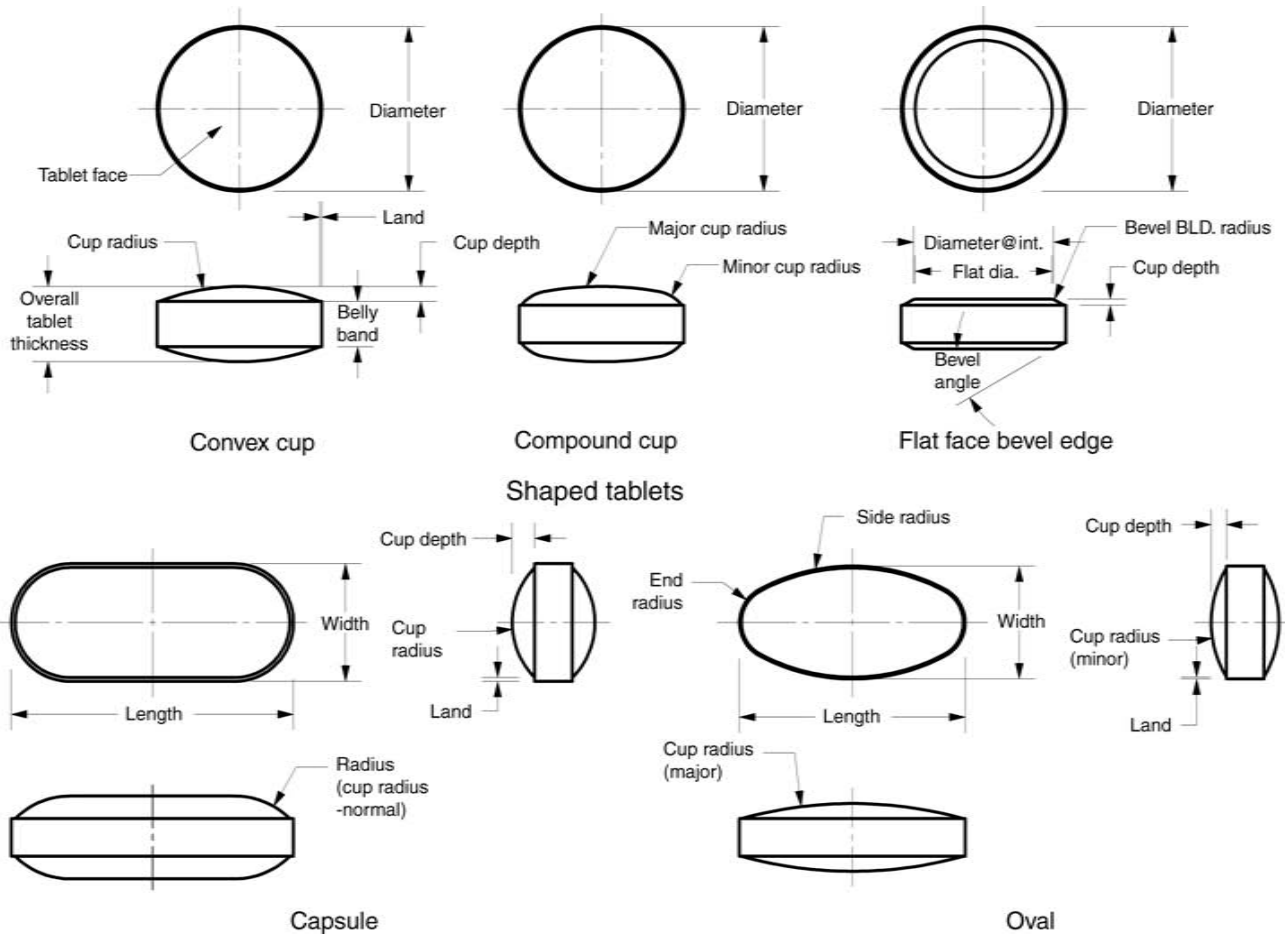 Diameter
Tablet face
Land
Cup radius
Cup depth
Overall
tablet
thickness
Belly
band
Convex cup
Diameter
Major cup radius
Minor cup radius
Compound cup
Diameter
Diameter@int.
Bevel BLD. radius
Flat dia.
Cup depth
Bevel
angle
Flat face bevel edge
Shaped tablets
Cup depth
Width
Cup
radius
Land
Length
Radius
(cup radius
-normal)
Capsule
Side radius
End
radius
Width
Length
Cup depth
Cup radius
(minor)
Land
Cup radius
(major)
Oval